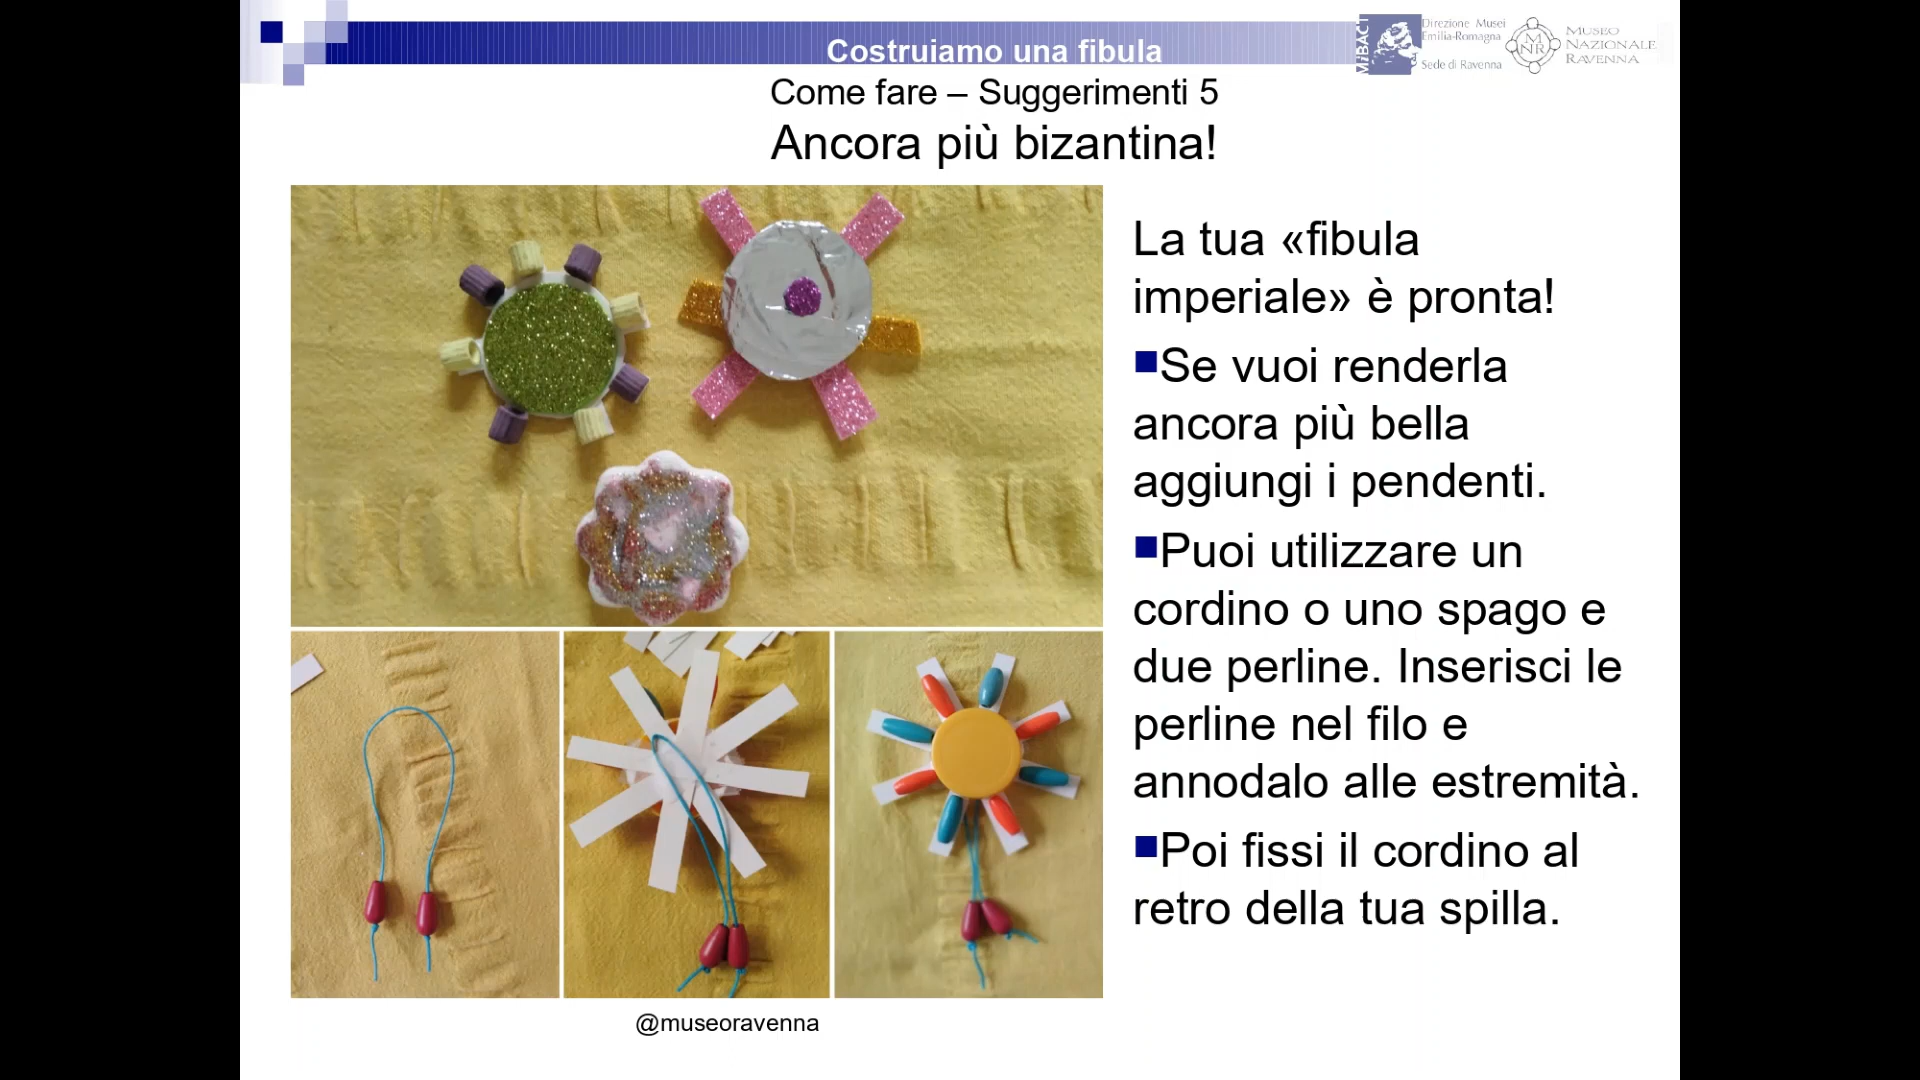 Costruiamo una fibula
MiBACT
Direzione Musei
Emilia-Romagna
Sede di Ravenna
MNR
MUSEO
NAZIONALE
RAVENNA
Come fare – Suggerimenti 5
Ancora più bizantina!
La tua «fibula
imperiale» è pronta!
Se vuoi renderla
ancora più bella
aggiungi i pendenti.
Puoi utilizzare un
cordino o uno spago e
due perline. Inserisci le
perline nel filo e
annodalo alle estremità.
Poi fissi il cordino al
retro della tua spilla.
@museoravenna